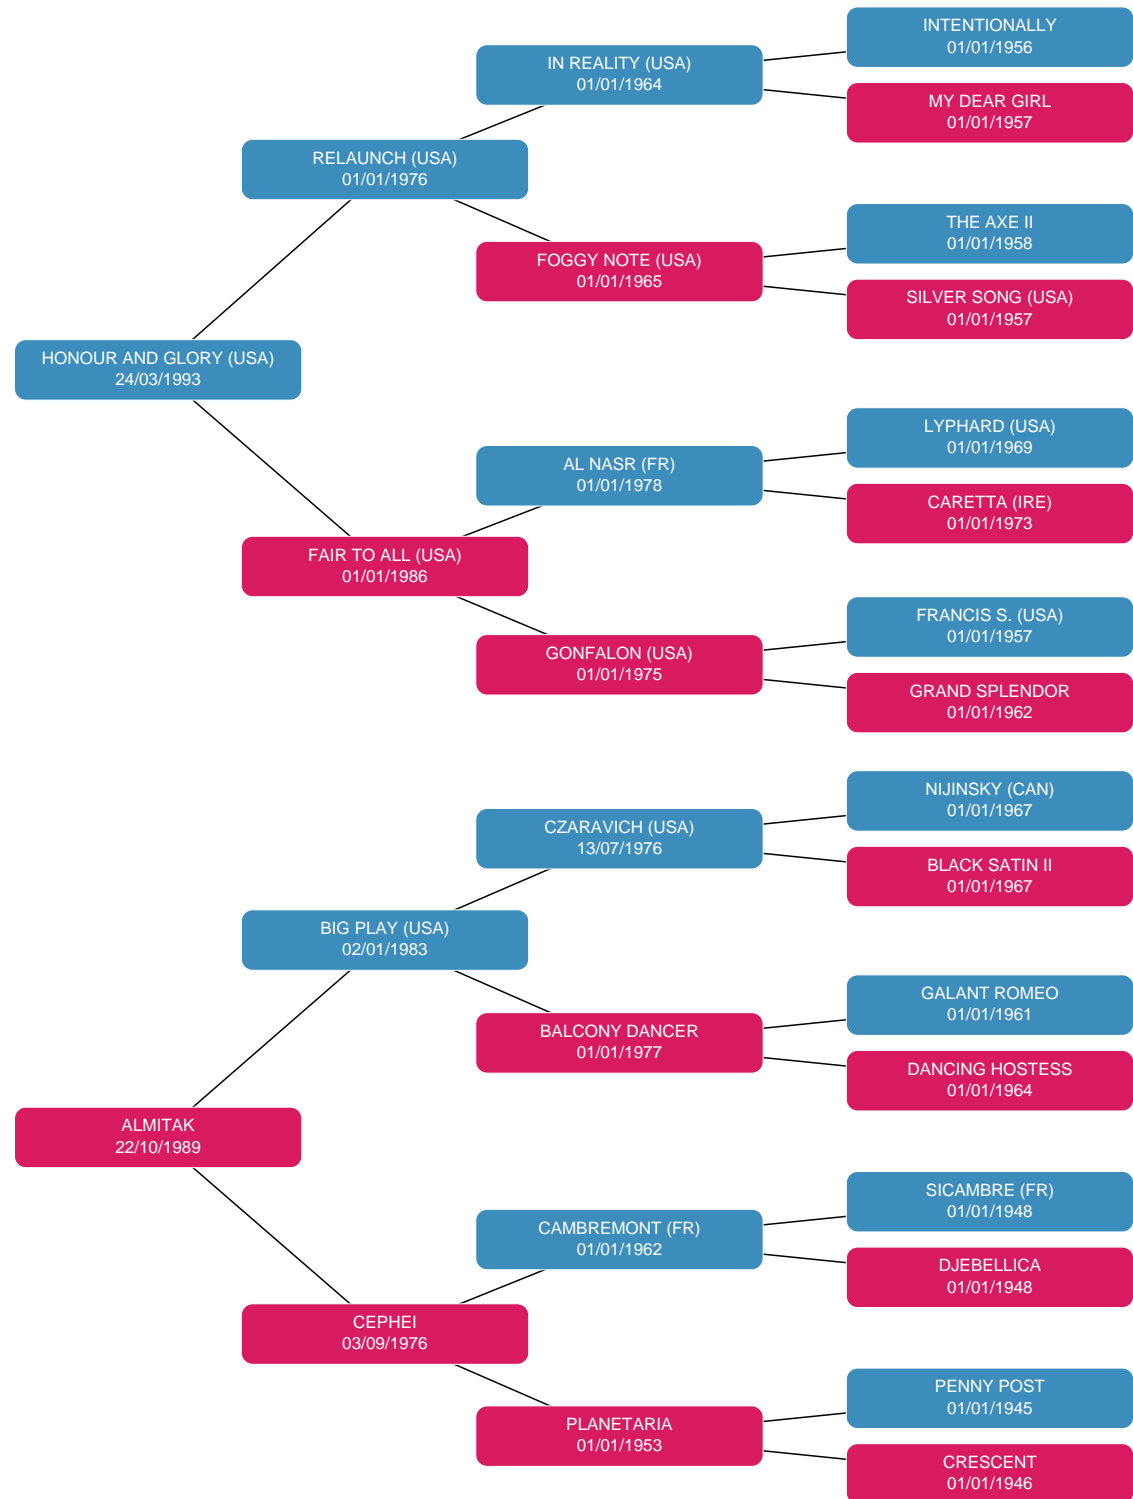 INTENTIONALLY
01/01/1956
IN REALITY (USA)
01/01/1964
MY DEAR GIRL
01/01/1957
RELAUNCH (USA)
01/01/1976
THE AXE II
01/01/1958
FOGGY NOTE (USA)
01/01/1965
SILVER SONG (USA)
01/01/1957
HONOUR AND GLORY (USA)
24/03/1993
LYPHARD (USA)
01/01/1969
AL NASR (FR)
01/01/1978
CARETTA (IRE)
01/01/1973
FAIR TO ALL (USA)
01/01/1986
FRANCIS S. (USA)
01/01/1957
GONFALON (USA)
01/01/1975
GRAND SPLENDOR
01/01/1962
NIJINSKY (CAN)
01/01/1967
CZARAVICH (USA)
13/07/1976
BLACK SATIN II
01/01/1967
BIG PLAY (USA)
02/01/1983
GALANT ROMEO
01/01/1961
BALCONY DANCER
01/01/1977
DANCING HOSTESS
01/01/1964
ALMITAK
22/10/1989
SICAMBRE (FR)
01/01/1948
CAMBREMONT (FR)
01/01/1962
DJEBELLICA
01/01/1948
CEPHEI
03/09/1976
PENNY POST
01/01/1945
PLANETARIA
01/01/1953
CRESCENT
01/01/1946